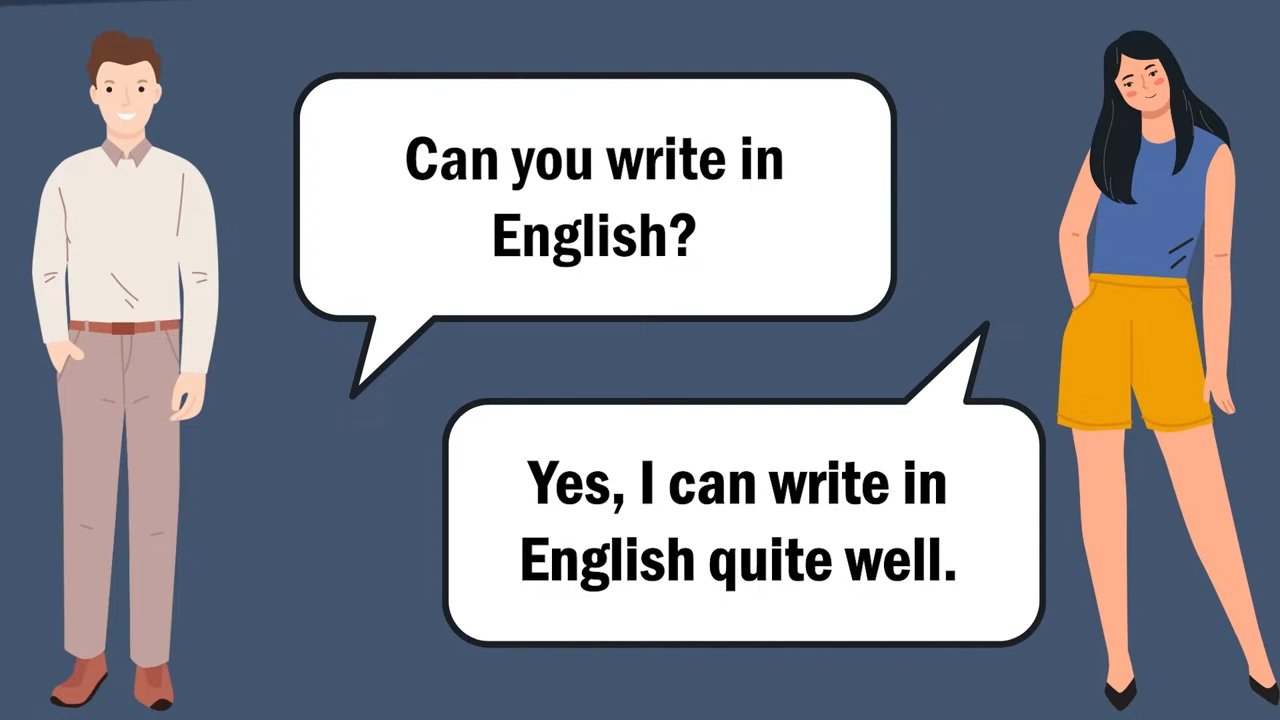 Can you write in
English?
Yes, I can write in
English quite well.